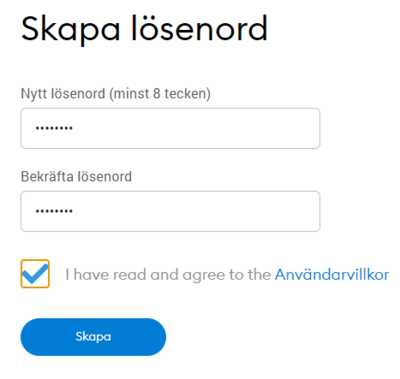 Skapa lösenord
Nytt lösenord (minst 8 tecken)
••••••••
Bekräfta lösenord
••••••••
I have read and agree to the Användarvillkor
Skapa